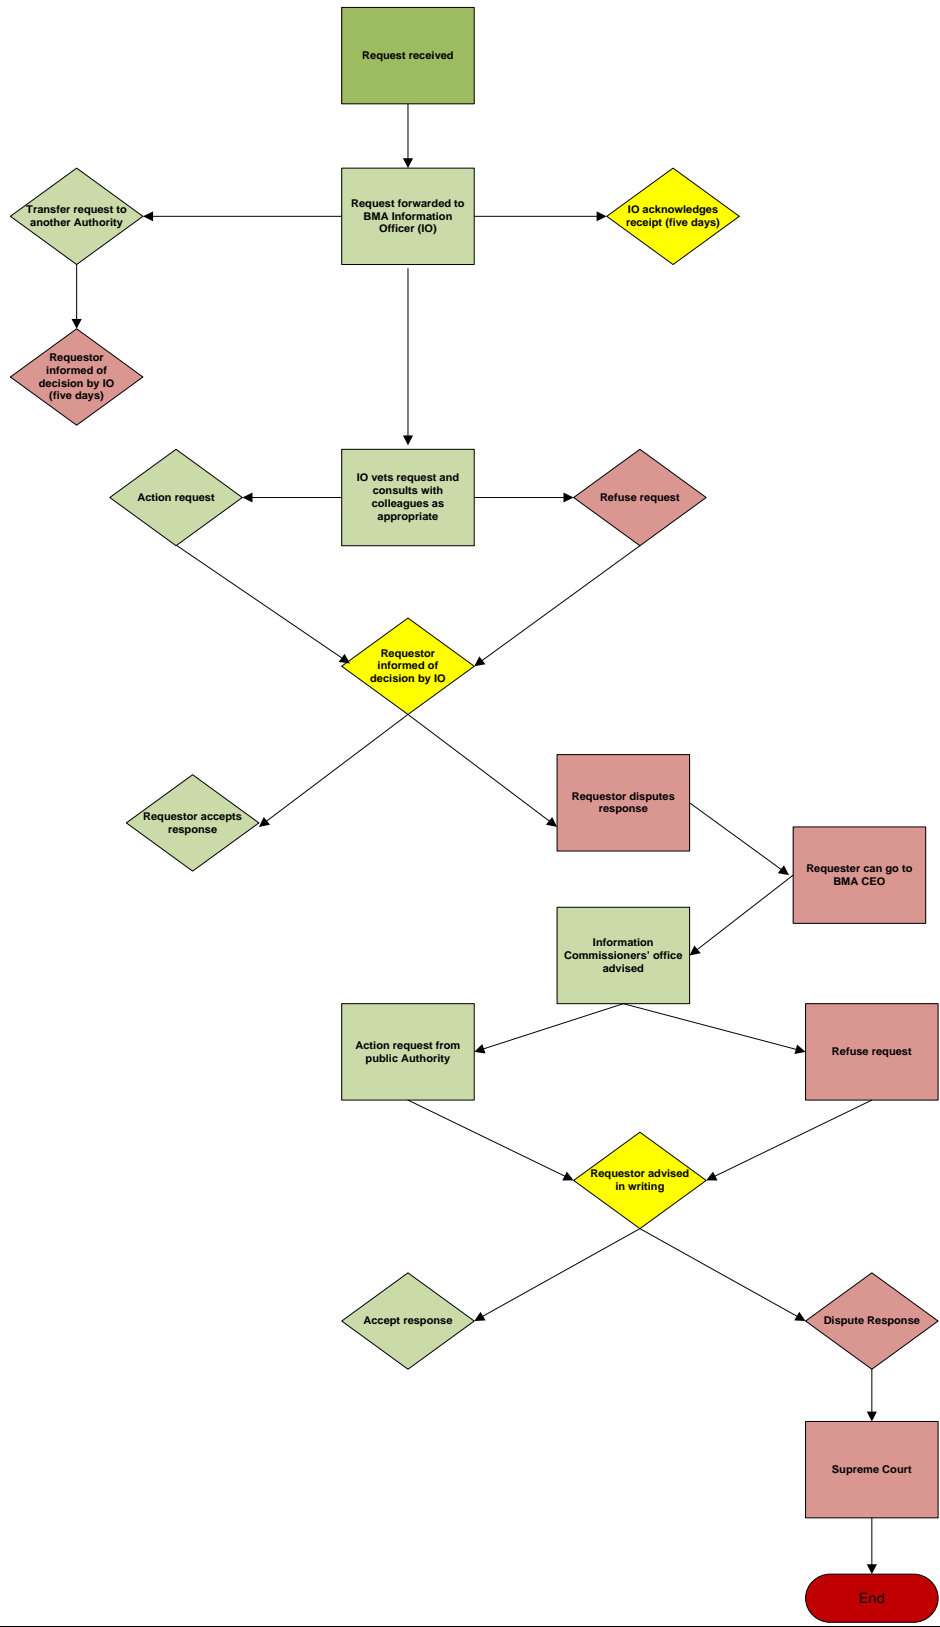 Request received
Transfer request to
another Authority
Request forwarded to
BMA Information
Officer (IO)
IO acknowledges
receipt (five days)
Requestor
informed of
decision by IO
(five days)
Action request
IO vets request and
consults with
colleagues as
appropriate
Refuse request
Requestor
informed of
decision by IO
Requestor disputes
response
Requestor accepts
response
Requester can go to
BMA CEO
Information
Commissioners’ office
advised
Action request from
public Authority
Refuse request
Requestor advised
in writing
Accept response
Dispute Response
Supreme Court
End